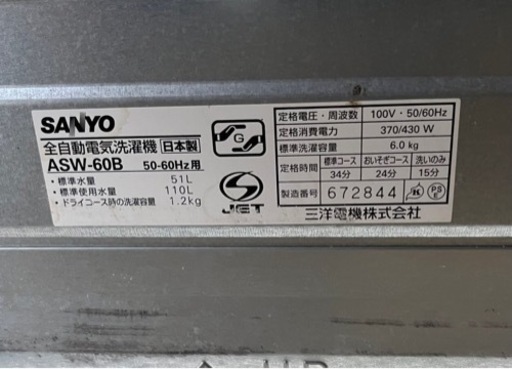 SANYO
全自動電気洗濯機 日本製
ASW-60B 50-60Hz用
・標準水量 51L
・標準使用水量 110L
・ドライコース時の洗濯容量 1.2kg
G
JET
定格電圧・周波数 100V・50/60Hz
定格消費電力 370/430 W
標準洗濯容量 6.0 kg
定格時間 標準コース おいそぎコース 洗いのみ
34分 24分 15分
製造番号 672844
PS
E
三洋電機株式会社